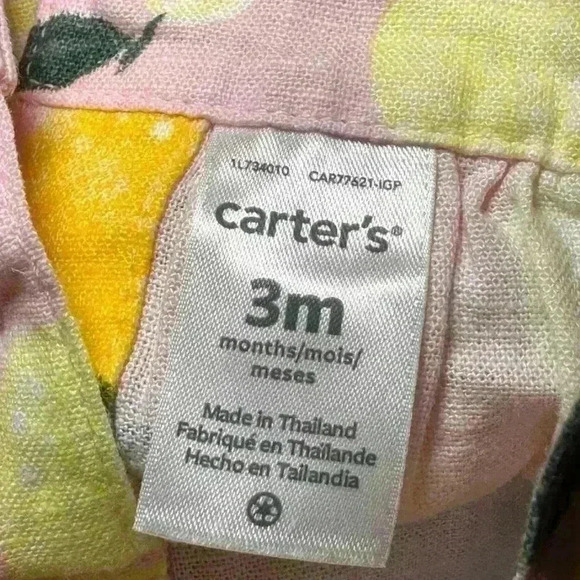 1L734010 CAR77621-IGP
carter's®
3m
months/mois/
meses
Made in Thailand
Fabriqué en Thaïlande
Hecho en Tailandia